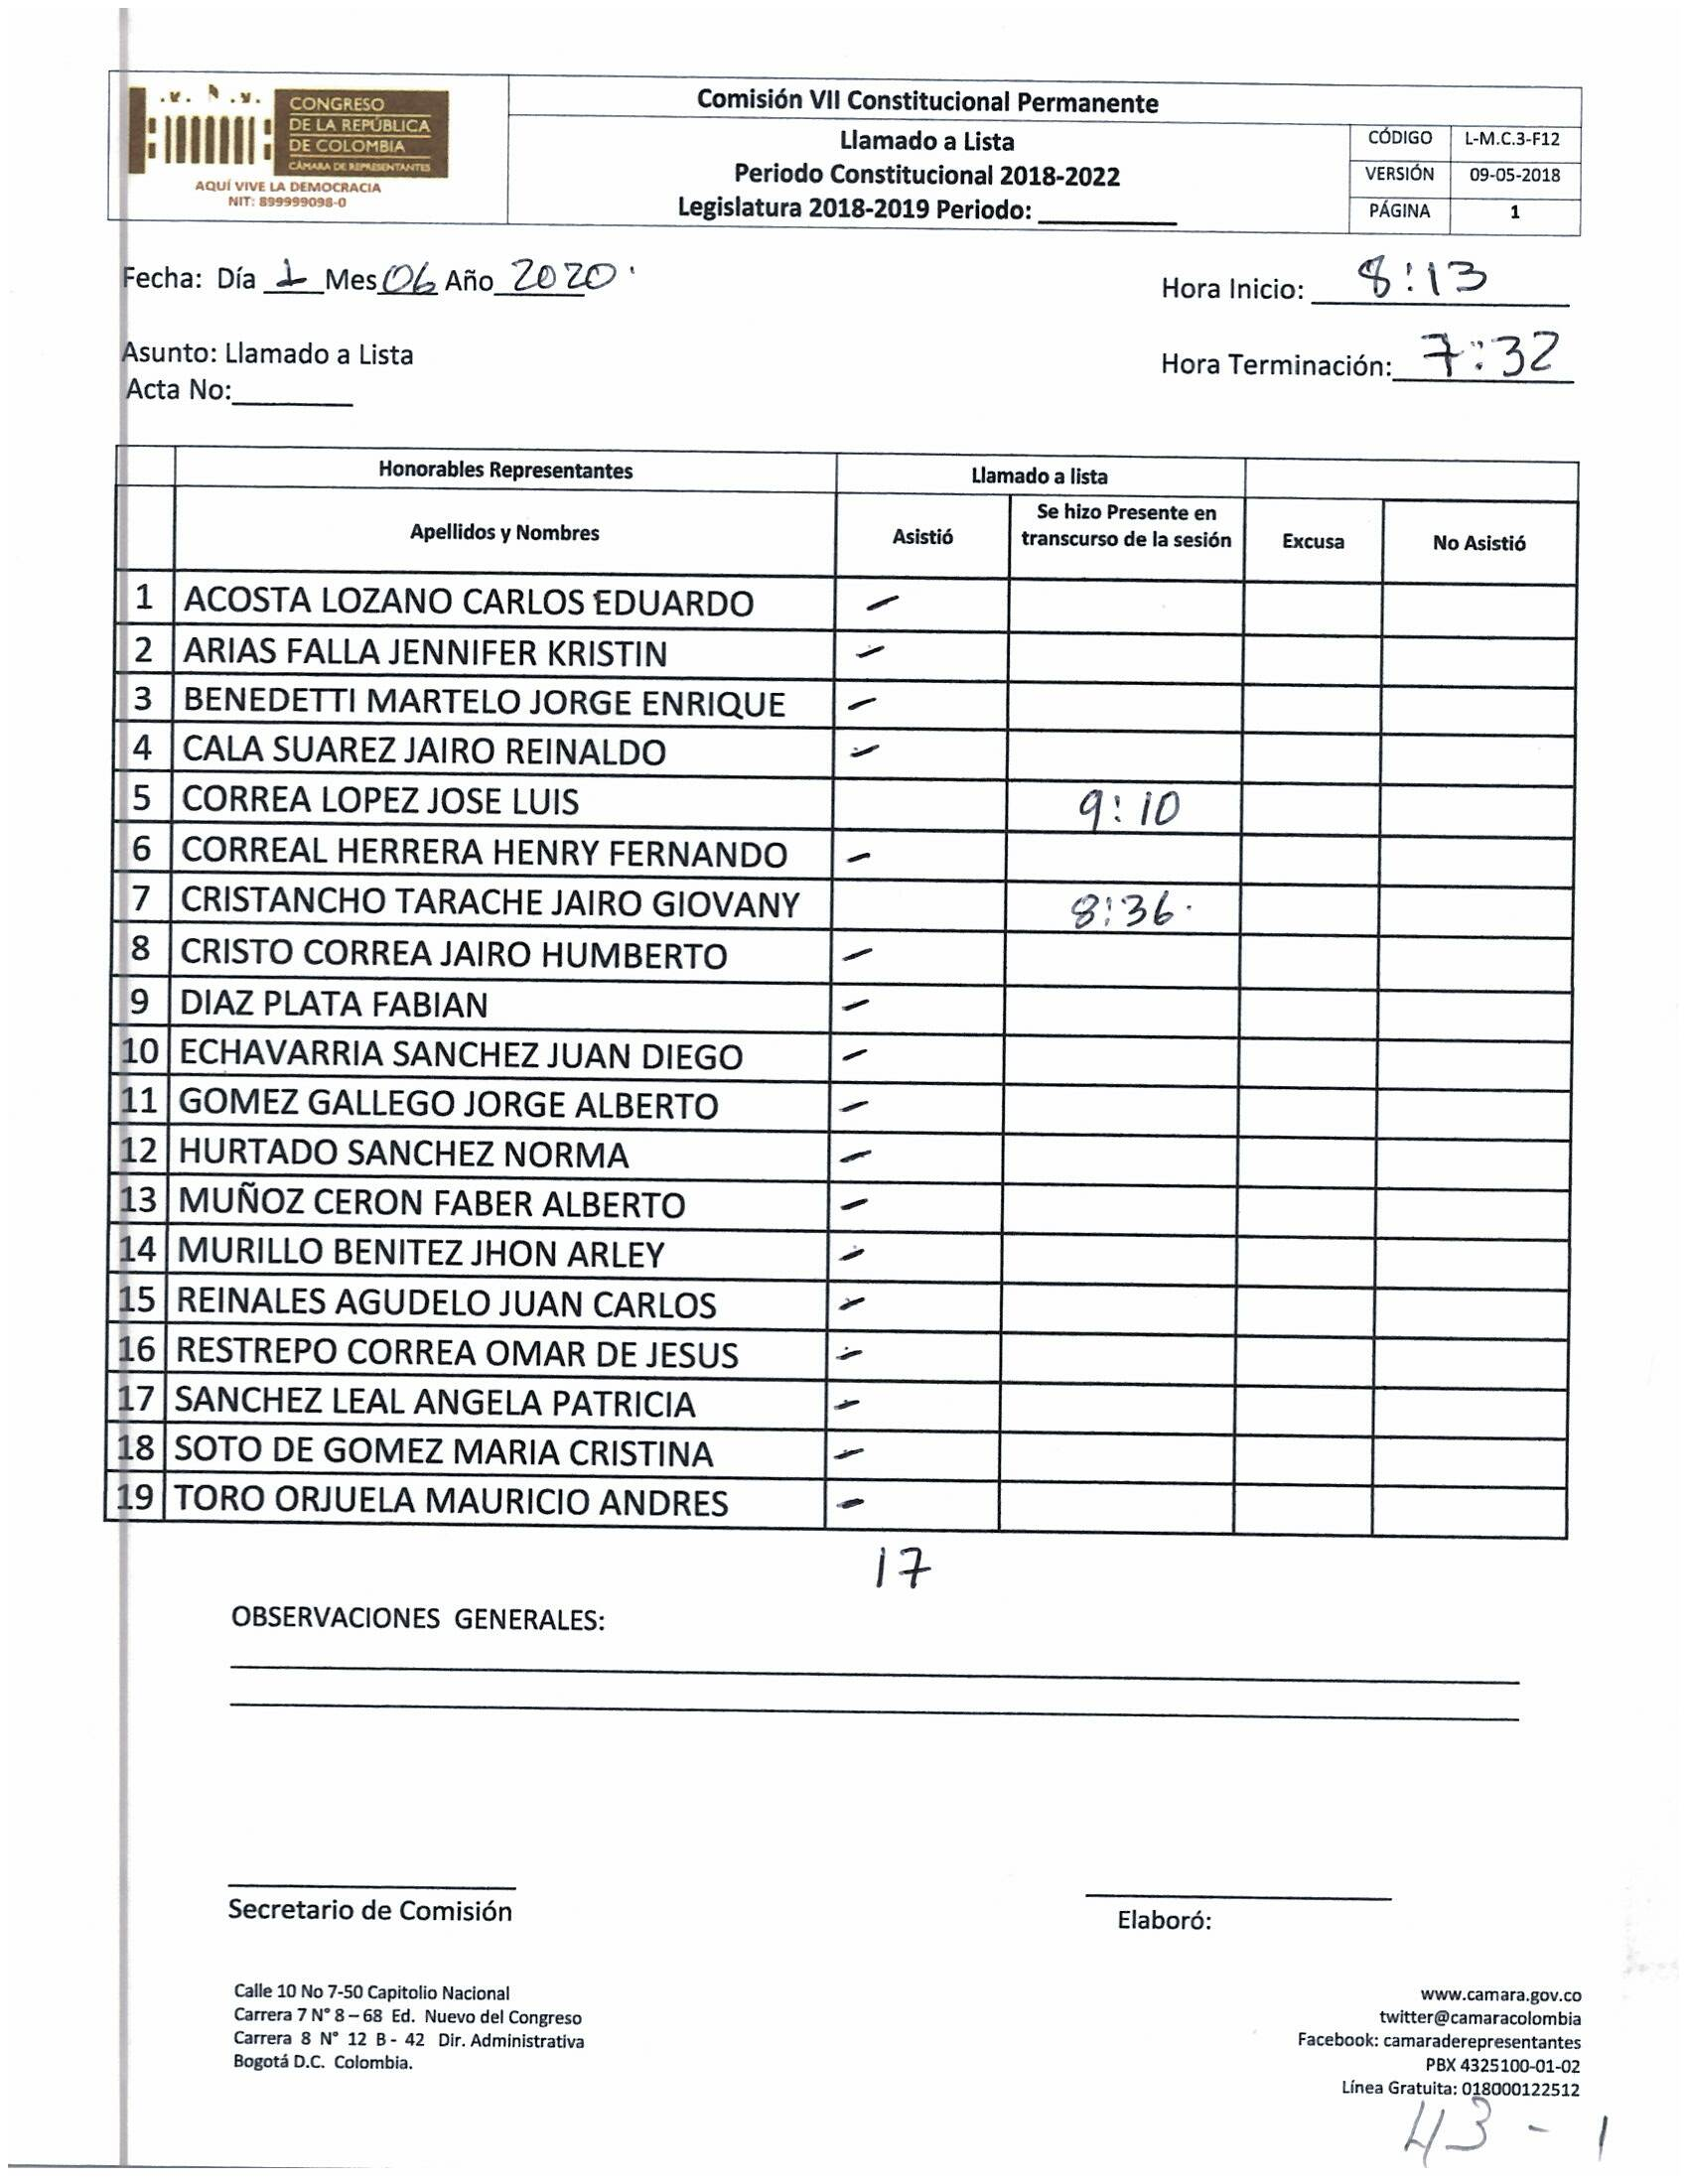 CONGRESO
DE LA REPÚBLICA
DE COLOMBIA
CÁMARA DE REPRESENTANTES
AQUÍ VIVE LA DEMOCRACIA
NIT: 899999098-0
Comisión VII Constitucional Permanente
Llamado a Lista
Periodo Constitucional 2018-2022
Legislatura 2018-2019 Periodo:
CÓDIGO L-M.C.3-F12
VERSIÓN 09-05-2018
PÁGINA 1
Fecha: Día 1 Mes 06 Año 2020
Hora Inicio: 8:13
Asunto: Llamado a Lista
Hora Terminación: 7:32
Acta No:
Honorables Representantes Llamado a lista
Apellidos y Nombres Asistió Se hizo Presente en transcurso de la sesión Excusa No Asistió
1 ACOSTA LOZANO CARLOS EDUARDO –
2 ARIAS FALLA JENNIFER KRISTIN –
3 BENEDETTI MARTELO JORGE ENRIQUE –
4 CALA SUAREZ JAIRO REINALDO –
5 CORREA LOPEZ JOSE LUIS 9:10
6 CORREAL HERRERA HENRY FERNANDO –
7 CRISTANCHO TARACHE JAIRO GIOVANY 8:36
8 CRISTO CORREA JAIRO HUMBERTO –
9 DIAZ PLATA FABIAN –
10 ECHAVARRIA SANCHEZ JUAN DIEGO –
11 GOMEZ GALLEGO JORGE ALBERTO –
12 HURTADO SANCHEZ NORMA –
13 MUÑOZ CERON FABER ALBERTO –
14 MURILLO BENITEZ JHON ARLEY –
15 REINALES AGUDELO JUAN CARLOS –
16 RESTREPO CORREA OMAR DE JESUS –
17 SANCHEZ LEAL ANGELA PATRICIA –
18 SOTO DE GOMEZ MARIA CRISTINA –
19 TORO ORJUELA MAURICIO ANDRES –
17
OBSERVACIONES GENERALES:
Secretario de Comisión
Elaboró:
Calle 10 No 7-50 Capitolio Nacional
Carrera 7 N° 8 – 68 Ed. Nuevo del Congreso
Carrera 8 N° 12 B - 42 Dir. Administrativa
Bogotá D.C. Colombia.
www.camara.gov.co
twitter@camaracolombia
Facebook: camaraderepresentantes
PBX 4325100-01-02
Línea Gratuita: 018000122512
43 - 1